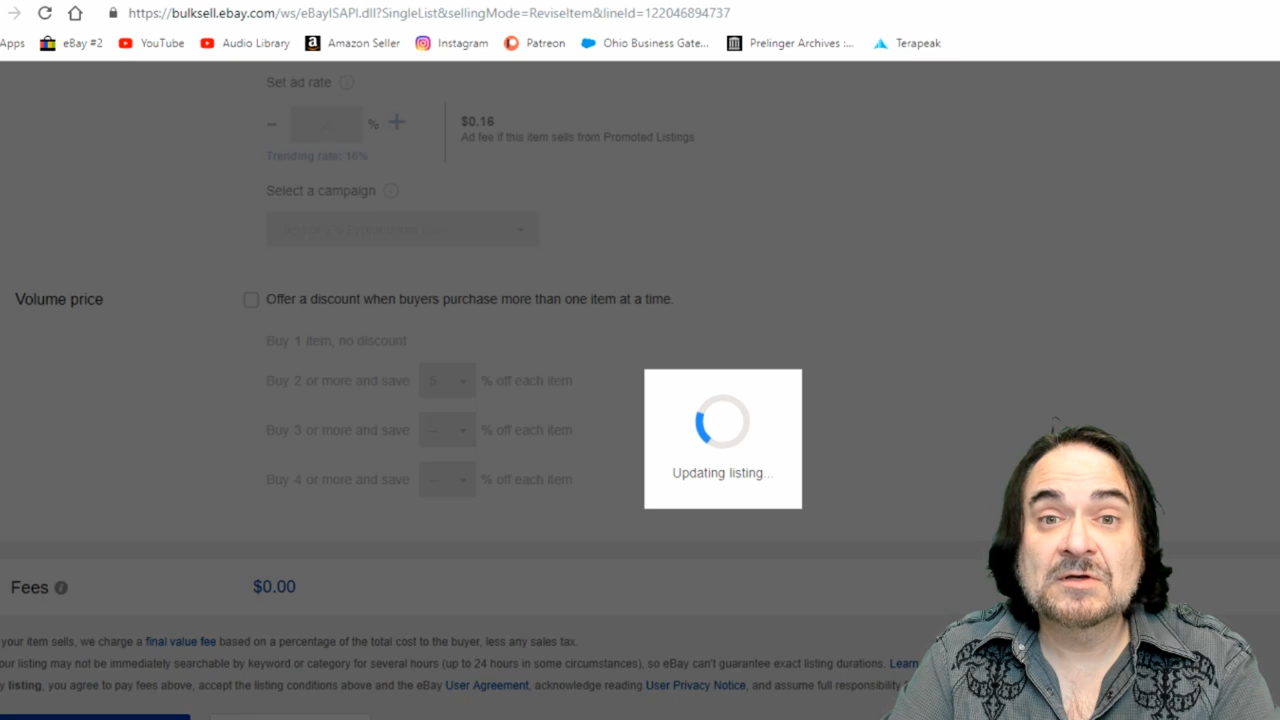 https://bulksell.ebay.com/ws/eBayISAPI.dll?SingleList&sellingMode=ReviseItem&lineId=122046894737
Apps eBay #2 YouTube Audio Library Amazon Seller Instagram Patreon Ohio Business Gate... Prelinger Archives :... Terapeak
Set ad rate
% $0.16
Ad fee if this item sells from Promoted Listings
Trending rate: 16%
Select a campaign
Volume price Offer a discount when buyers purchase more than one item at a time.
Buy 1 item, no discount
Buy 2 or more and save 5 % off each item
Buy 3 or more and save -- % off each item
Updating listing...
Buy 4 or more and save -- % off each item
Fees $0.00
your item sells, we charge a final value fee based on a percentage of the total cost to the buyer, less any sales tax.
our listing may not be immediately searchable by keyword or category for several hours (up to 24 hours in some circumstances), so eBay can't guarantee exact listing durations. Learn
listing, you agree to pay fees above, accept the listing conditions above and the eBay User Agreement, acknowledge reading User Privacy Notice, and assume full responsibility